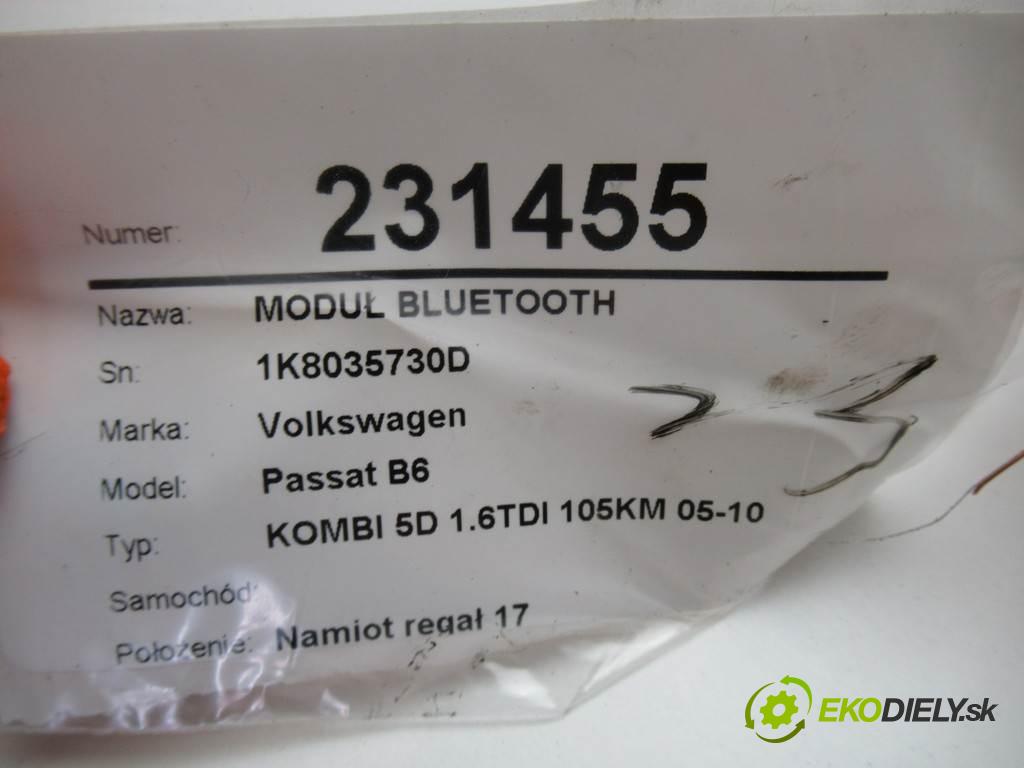 Numer: 231455
Nazwa: MODUŁ BLUETOOTH
Sn: 1K8035730D
Marka: Volkswagen
Model: Passat B6
Typ: KOMBI 5D 1.6TDI 105KM 05-10
Samochód:
Położenie: Namiot regał 17
EKODIELY.sk